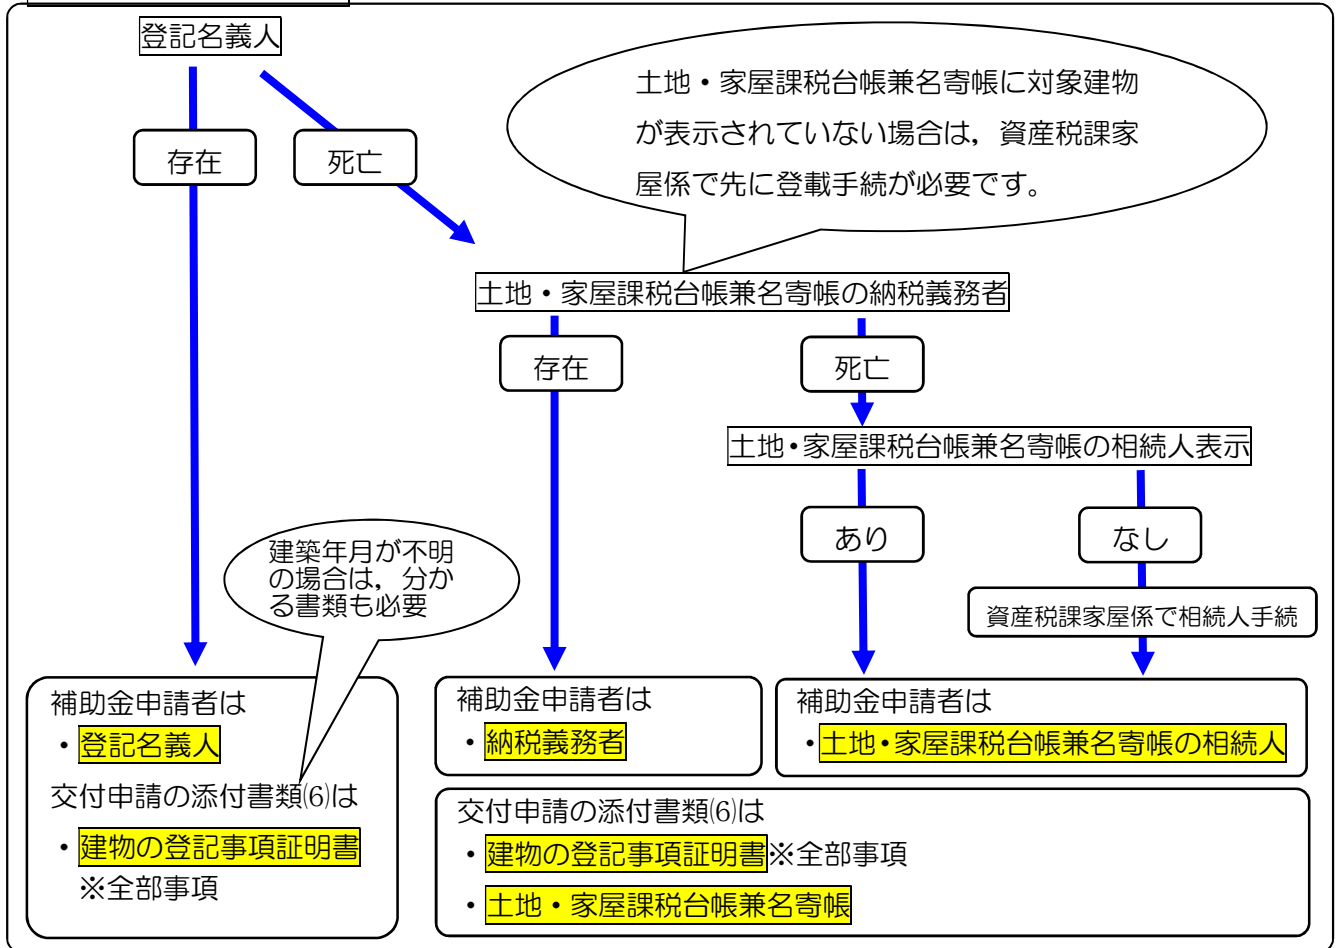 登記名義人
存在
死亡
土地・家屋課税台帳兼名寄帳に対象建物
が表示されていない場合は，資産税課家
屋係で先に登載手続が必要です。
土地・家屋課税台帳兼名寄帳の納税義務者
存在
死亡
土地・家屋課税台帳兼名寄帳の相続人表示
あり
なし
資産税課家屋係で相続人手続
建築年月が不明
の場合は，分か
る書類も必要
補助金申請者は
・登記名義人
交付申請の添付書類⑹は
・建物の登記事項証明書
※全部事項
補助金申請者は
・納税義務者
補助金申請者は
・土地・家屋課税台帳兼名寄帳の相続人
交付申請の添付書類⑹は
・建物の登記事項証明書※全部事項
・土地・家屋課税台帳兼名寄帳